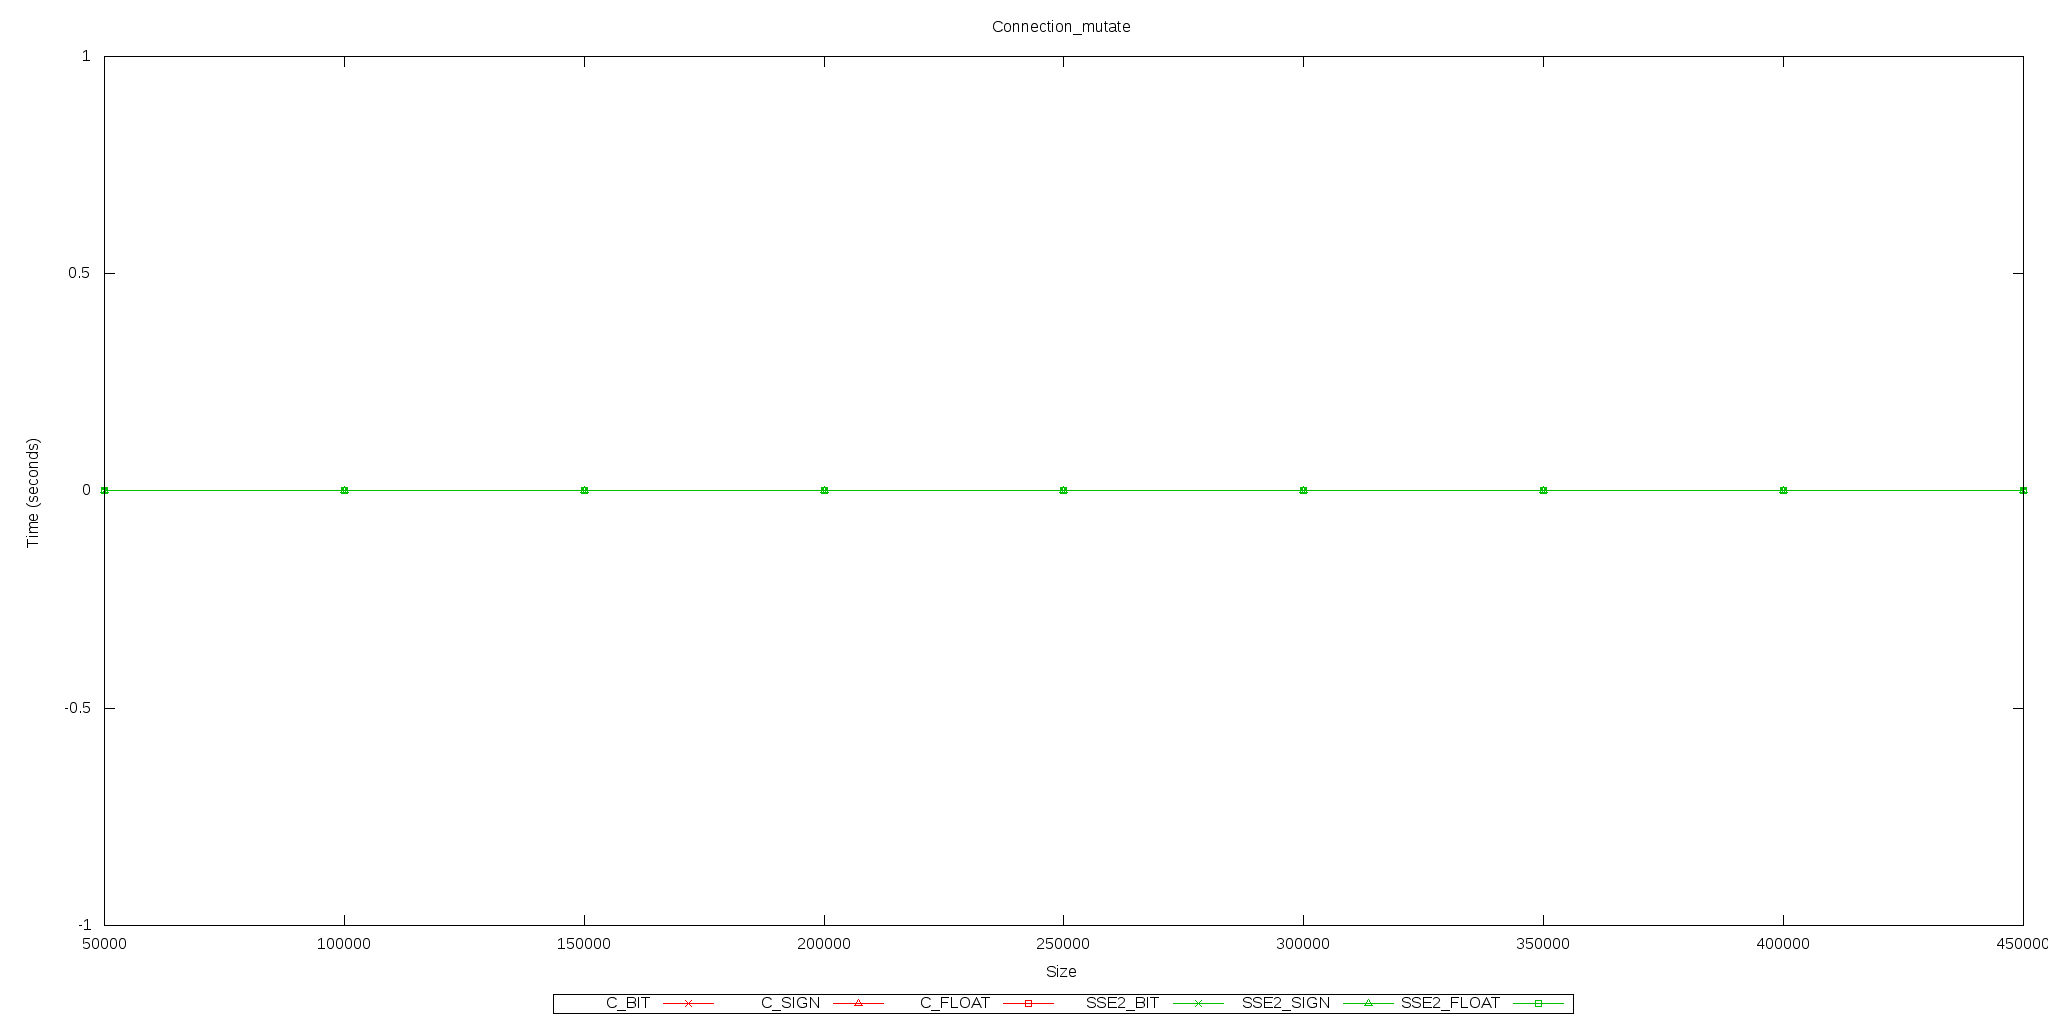 Connection_mutate
1
0.5
0
-0.5
-1
Time (seconds)
50000 100000 150000 200000 250000 300000 350000 400000 450000
Size
C_BIT C_SIGN C_FLOAT SSE2_BIT SSE2_SIGN SSE2_FLOAT